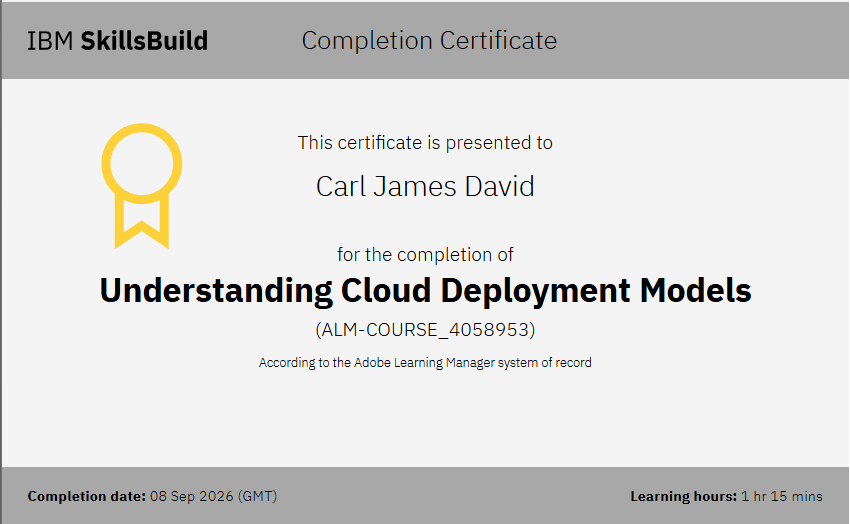 IBM SkillsBuild
Completion Certificate
This certificate is presented to
Carl James David
for the completion of
Understanding Cloud Deployment Models
(ALM-COURSE_4058953)
According to the Adobe Learning Manager system of record
Completion date: 08 Sep 2026 (GMT)
Learning hours: 1 hr 15 mins